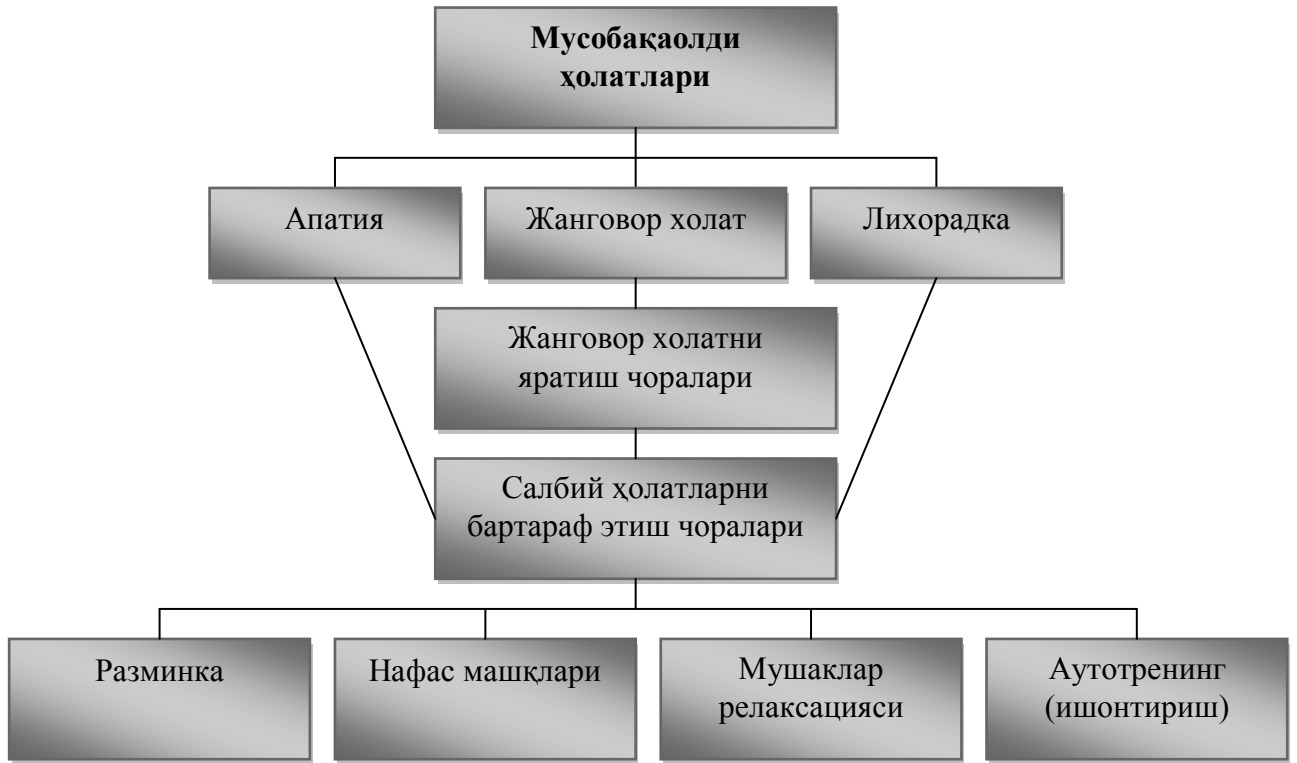 Мусобақаолди
ҳолатлари
Апатия
Жанговор холат
Лихорадка
Жанговор холатни
яратиш чоралари
Салбий ҳолатларни
бартараф этиш чоралари
Разминка
Нафас машқлари
Мушаклар
релаксацияси
Аутотренинг
(ишонтириш)